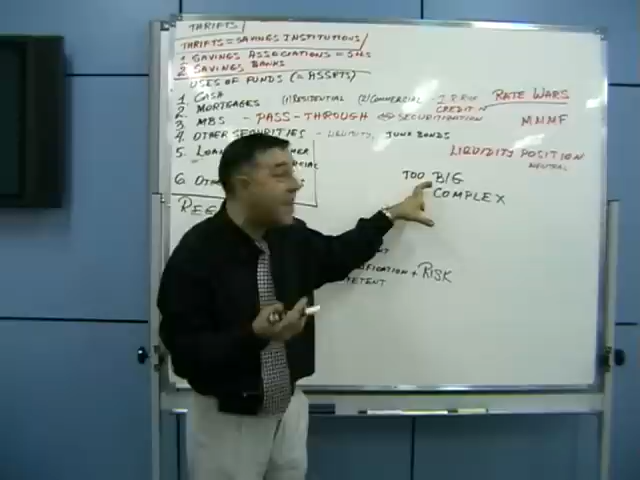 THRIFTS
THRIFTS = SAVINGS INSTITUTIONS
1. SAVINGS ASSOCIATIONS = S&LS
2. SAVINGS BANKS
USES OF FUNDS (= ASSETS)
1. CASH
2. MORTGAGES (1) RESIDENTIAL (2) COMMERCIAL
CREDIT
RATE WARS
3. MBS - PASS-THROUGH SECURITIZATION
MMMF
4. OTHER SECURITIES - LIQUIDITY, JUNK BONDS
5.
LIQUIDITY POSITION
NEUTRAL
6.
TOO BIG
COMPLEX
+ RISK